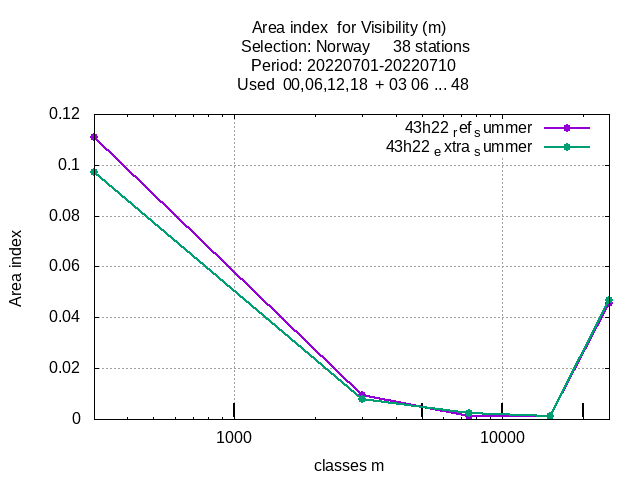 Area index  for Visibility (m)
Selection: Norway     38 stations
Period: 20220701-20220710
Used  00,06,12,18  + 03 06 ... 48
0.12
0.1
0.08
0.06
0.04
0.02
0
Area index
43h22 ref summer
43h22 extra summer
1000
10000
classes m